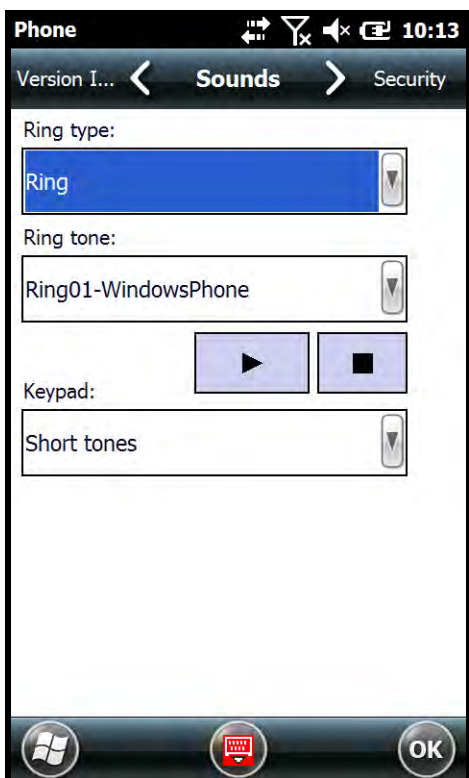 Phone 10:13
Version I... Sounds Security
Ring type:
Ring
Ring tone:
Ring01-WindowsPhone
Keypad:
Short tones
OK